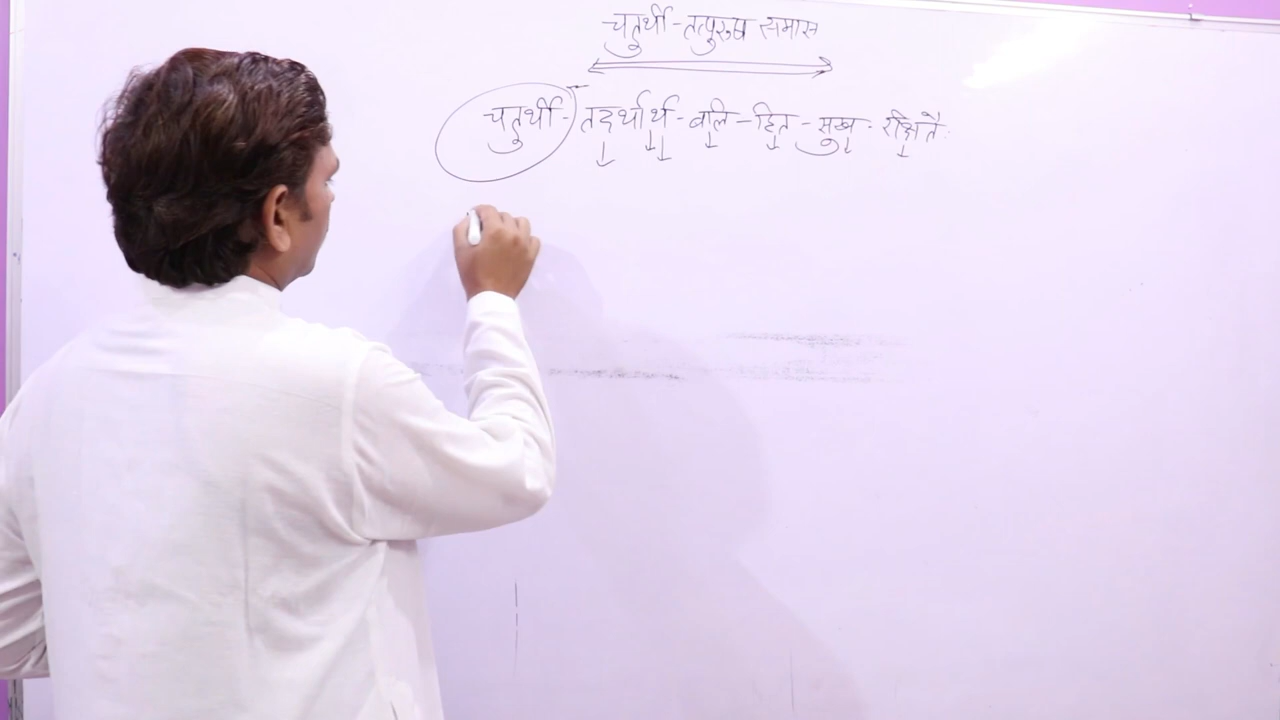 चतुर्थी-तत्पुरुष समास
चतुर्थी-तदर्थार्थ-बलि-हित-सुख-रक्षितैः